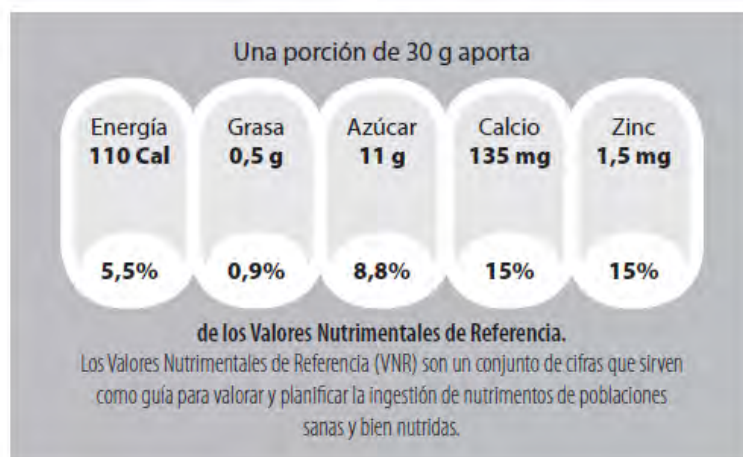 Una porción de 30 g aporta
Energía
110 Cal
5,5%
Grasa
0,5 g
0,9%
Azúcar
11 g
8,8%
Calcio
135 mg
15%
Zinc
1,5 mg
15%
de los Valores Nutrimentales de Referencia.
Los Valores Nutrimentales de Referencia (VNR) son un conjunto de cifras que sirven
como guía para valorar y planificar la ingestión de nutrimentos de poblaciones
sanas y bien nutridas.